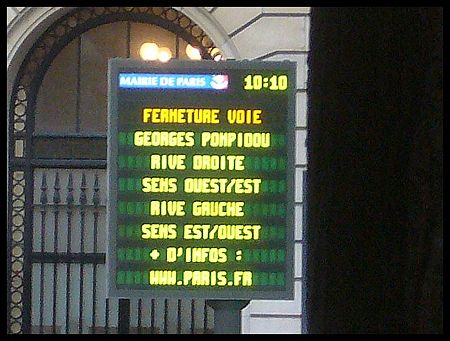 MAIRIE DE PARIS 10:10
FERMETURE VOIE
GEORGES POMPIDOU
RIVE DROITE
SENS OUEST/EST
RIVE GAUCHE
SENS EST/OUEST
+ D'INFOS :
WWW.PARIS.FR